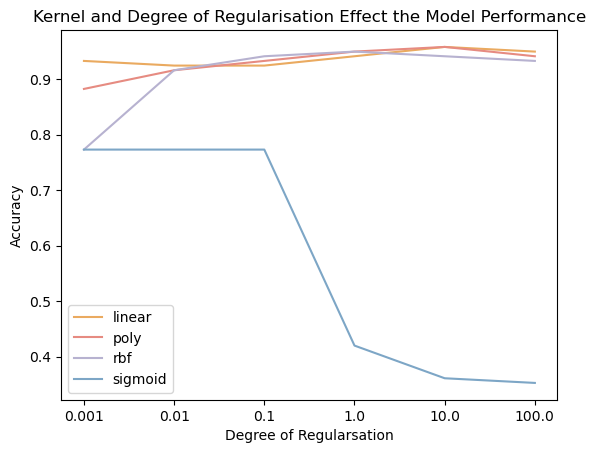 Kernel and Degree of Regularisation Effect the Model Performance
Accuracy
0.9
0.8
0.7
0.6
0.5
0.4
linear
poly
rbf
sigmoid
0.001 0.01 0.1 1.0 10.0 100.0
Degree of Regularsation